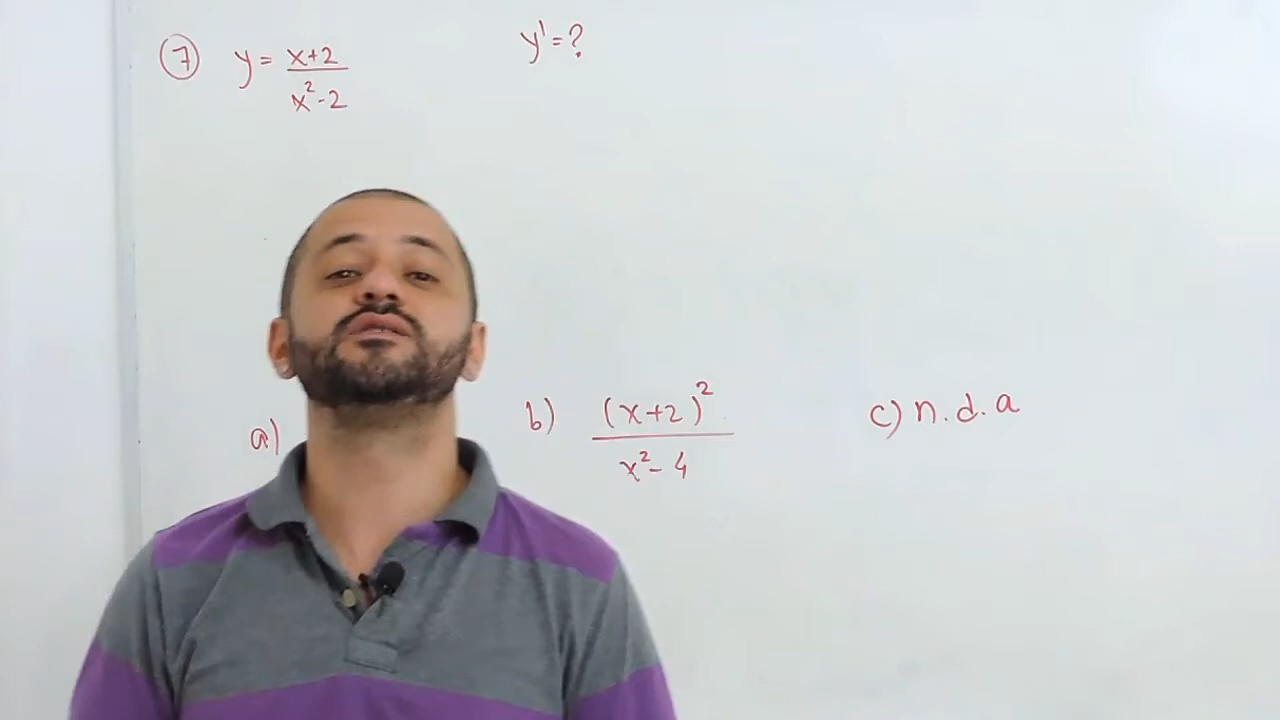 ⑦ y = (x+2)/(x²-2) y' = ?
a) b) (x+2)²/(x²-4) c) n.d.a